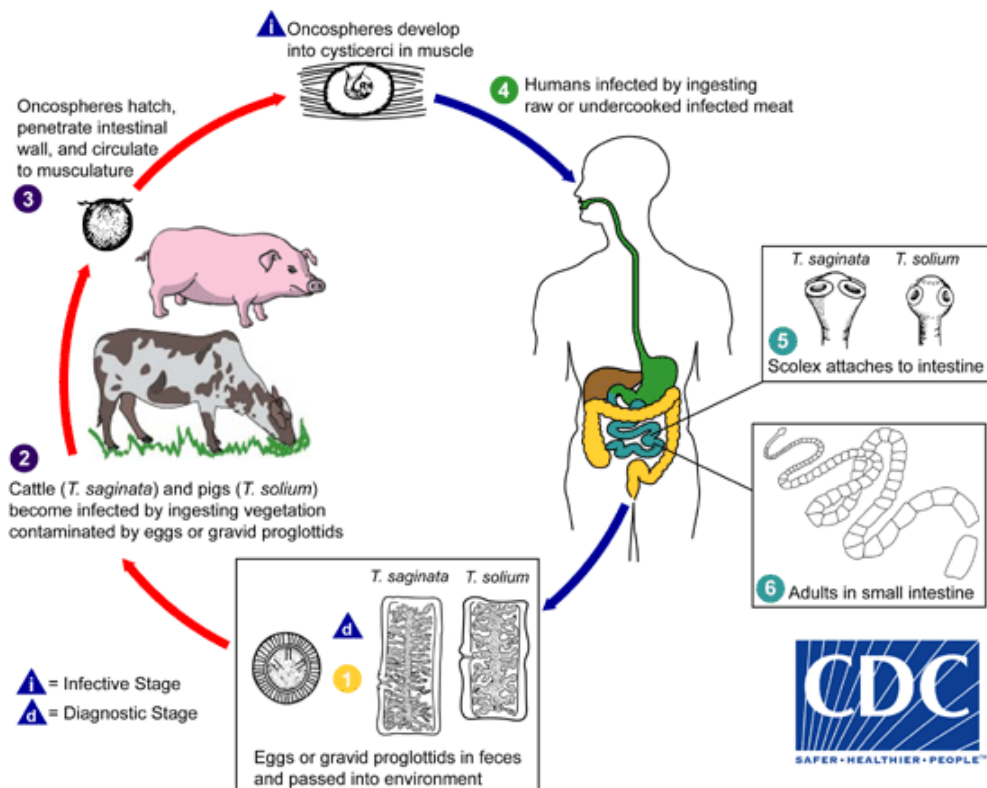 i Oncospheres develop
into cysticerci in muscle
4 Humans infected by ingesting
raw or undercooked infected meat
Oncospheres hatch,
penetrate intestinal
wall, and circulate
to musculature
3
T. saginata T. solium
5
Scolex attaches to intestine
2
Cattle (T. saginata) and pigs (T. solium)
become infected by ingesting vegetation
contaminated by eggs or gravid proglottids
6 Adults in small intestine
T. saginata T. solium
d
1
Eggs or gravid proglottids in feces
and passed into environment
i = Infective Stage
d = Diagnostic Stage
CDC
SAFER•HEALTHIER•PEOPLE™